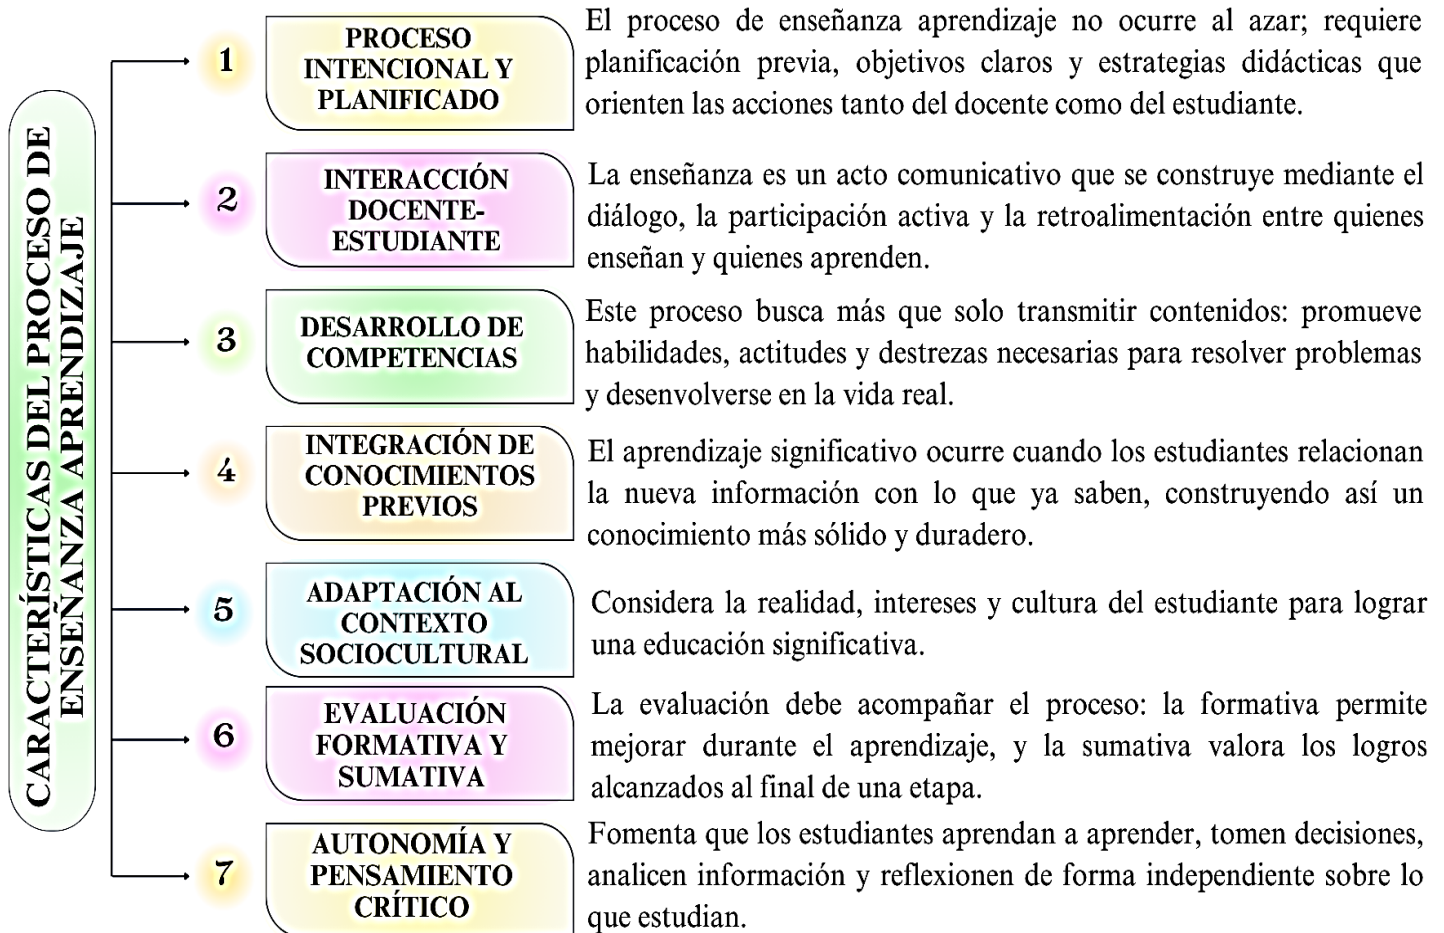 CARACTERÍSTICAS DEL PROCESO DE
ENSEÑANZA APRENDIZAJE
1
PROCESO
INTENCIONAL Y
PLANIFICADO
El proceso de enseñanza aprendizaje no ocurre al azar; requiere
planificación previa, objetivos claros y estrategias didácticas que
orienten las acciones tanto del docente como del estudiante.
2
INTERACCIÓN
DOCENTE-
ESTUDIANTE
La enseñanza es un acto comunicativo que se construye mediante el
diálogo, la participación activa y la retroalimentación entre quienes
enseñan y quienes aprenden.
3
DESARROLLO DE
COMPETENCIAS
Este proceso busca más que solo transmitir contenidos: promueve
habilidades, actitudes y destrezas necesarias para resolver problemas
y desenvolverse en la vida real.
4
INTEGRACIÓN DE
CONOCIMIENTOS
PREVIOS
El aprendizaje significativo ocurre cuando los estudiantes relacionan
la nueva información con lo que ya saben, construyendo así un
conocimiento más sólido y duradero.
5
ADAPTACIÓN AL
CONTEXTO
SOCIOCULTURAL
Considera la realidad, intereses y cultura del estudiante para lograr
una educación significativa.
6
EVALUACIÓN
FORMATIVA Y
SUMATIVA
La evaluación debe acompañar el proceso: la formativa permite
mejorar durante el aprendizaje, y la sumativa valora los logros
alcanzados al final de una etapa.
7
AUTONOMÍA Y
PENSAMIENTO
CRÍTICO
Fomenta que los estudiantes aprendan a aprender, tomen decisiones,
analicen información y reflexionen de forma independiente sobre lo
que estudian.